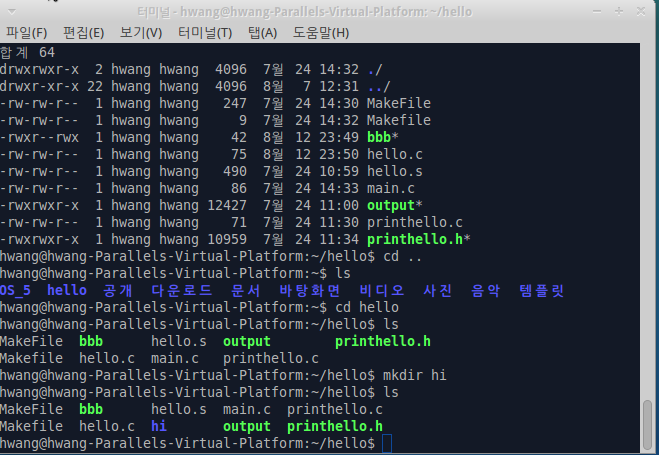 터미널 - hwang@hwang-Parallels-Virtual-Platform: ~/hello
파일(F) 편집(E) 보기(V) 터미널(T) 탭(A) 도움말(H)
합계 64
drwxrwxr-x  2 hwang hwang  4096  7월 24 14:32 ./
drwxr-xr-x 22 hwang hwang  4096  8월  7 12:31 ../
-rw-rw-r--  1 hwang hwang   247  7월 24 14:30 MakeFile
-rw-rw-r--  1 hwang hwang     9  7월 24 14:32 Makefile
-rwxr--rwx  1 hwang hwang    42  8월 12 23:49 bbb*
-rw-rw-r--  1 hwang hwang    75  8월 12 23:50 hello.c
-rw-rw-r--  1 hwang hwang   490  7월 24 10:59 hello.s
-rw-rw-r--  1 hwang hwang    86  7월 24 14:33 main.c
-rwxrwxr-x  1 hwang hwang 12427  7월 24 11:00 output*
-rw-rw-r--  1 hwang hwang    71  7월 24 11:30 printhello.c
-rwxrwxr-x  1 hwang hwang 10959  7월 24 11:34 printhello.h*
hwang@hwang-Parallels-Virtual-Platform:~/hello$ cd ..
hwang@hwang-Parallels-Virtual-Platform:~$ ls
OS_5  hello  공개  다운로드  문서  바탕화면  비디오  사진  음악  템플릿
hwang@hwang-Parallels-Virtual-Platform:~$ cd hello
hwang@hwang-Parallels-Virtual-Platform:~/hello$ ls
MakeFile  bbb      hello.s  output        printhello.h
Makefile  hello.c  main.c   printhello.c
hwang@hwang-Parallels-Virtual-Platform:~/hello$ mkdir hi
hwang@hwang-Parallels-Virtual-Platform:~/hello$ ls
MakeFile  bbb      hello.s  main.c  printhello.c
Makefile  hello.c  hi       output  printhello.h
hwang@hwang-Parallels-Virtual-Platform:~/hello$